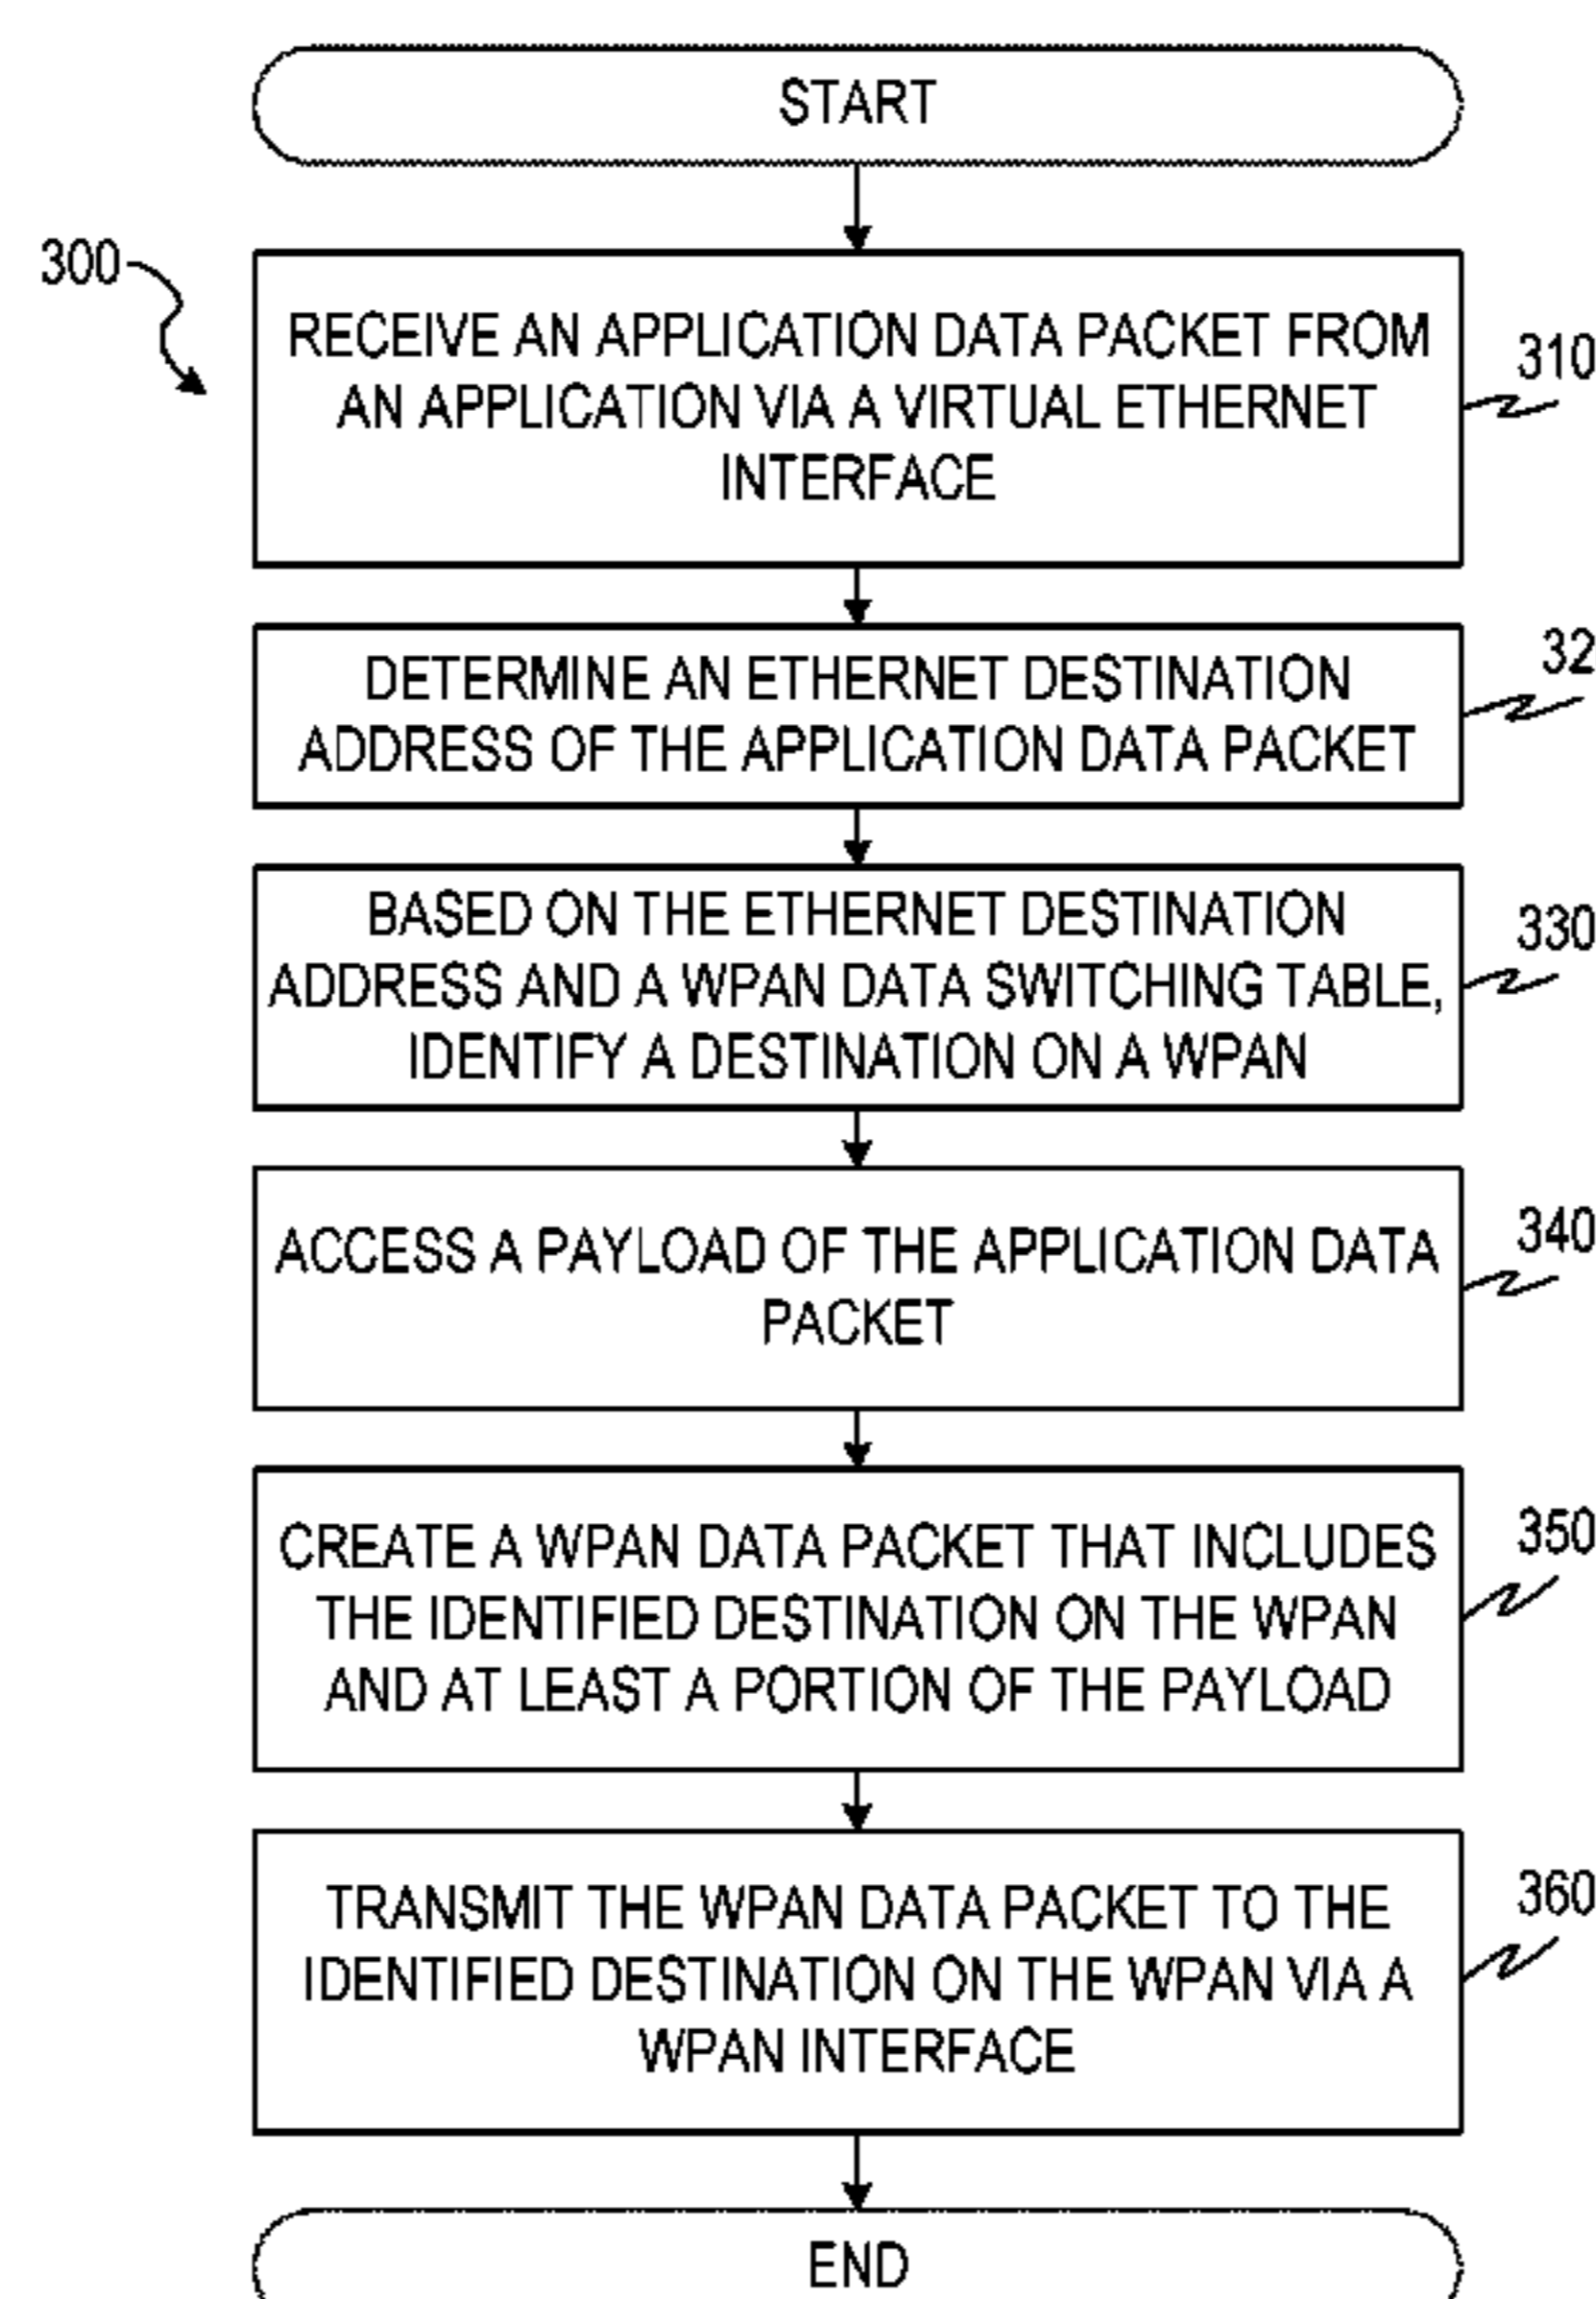 START
300
RECEIVE AN APPLICATION DATA PACKET FROM
AN APPLICATION VIA A VIRTUAL ETHERNET
INTERFACE
310
DETERMINE AN ETHERNET DESTINATION
ADDRESS OF THE APPLICATION DATA PACKET
32
BASED ON THE ETHERNET DESTINATION
ADDRESS AND A WPAN DATA SWITCHING TABLE,
IDENTIFY A DESTINATION ON A WPAN
330
ACCESS A PAYLOAD OF THE APPLICATION DATA
PACKET
340
CREATE A WPAN DATA PACKET THAT INCLUDES
THE IDENTIFIED DESTINATION ON THE WPAN
AND AT LEAST A PORTION OF THE PAYLOAD
350
TRANSMIT THE WPAN DATA PACKET TO THE
IDENTIFIED DESTINATION ON THE WPAN VIA A
WPAN INTERFACE
360
END